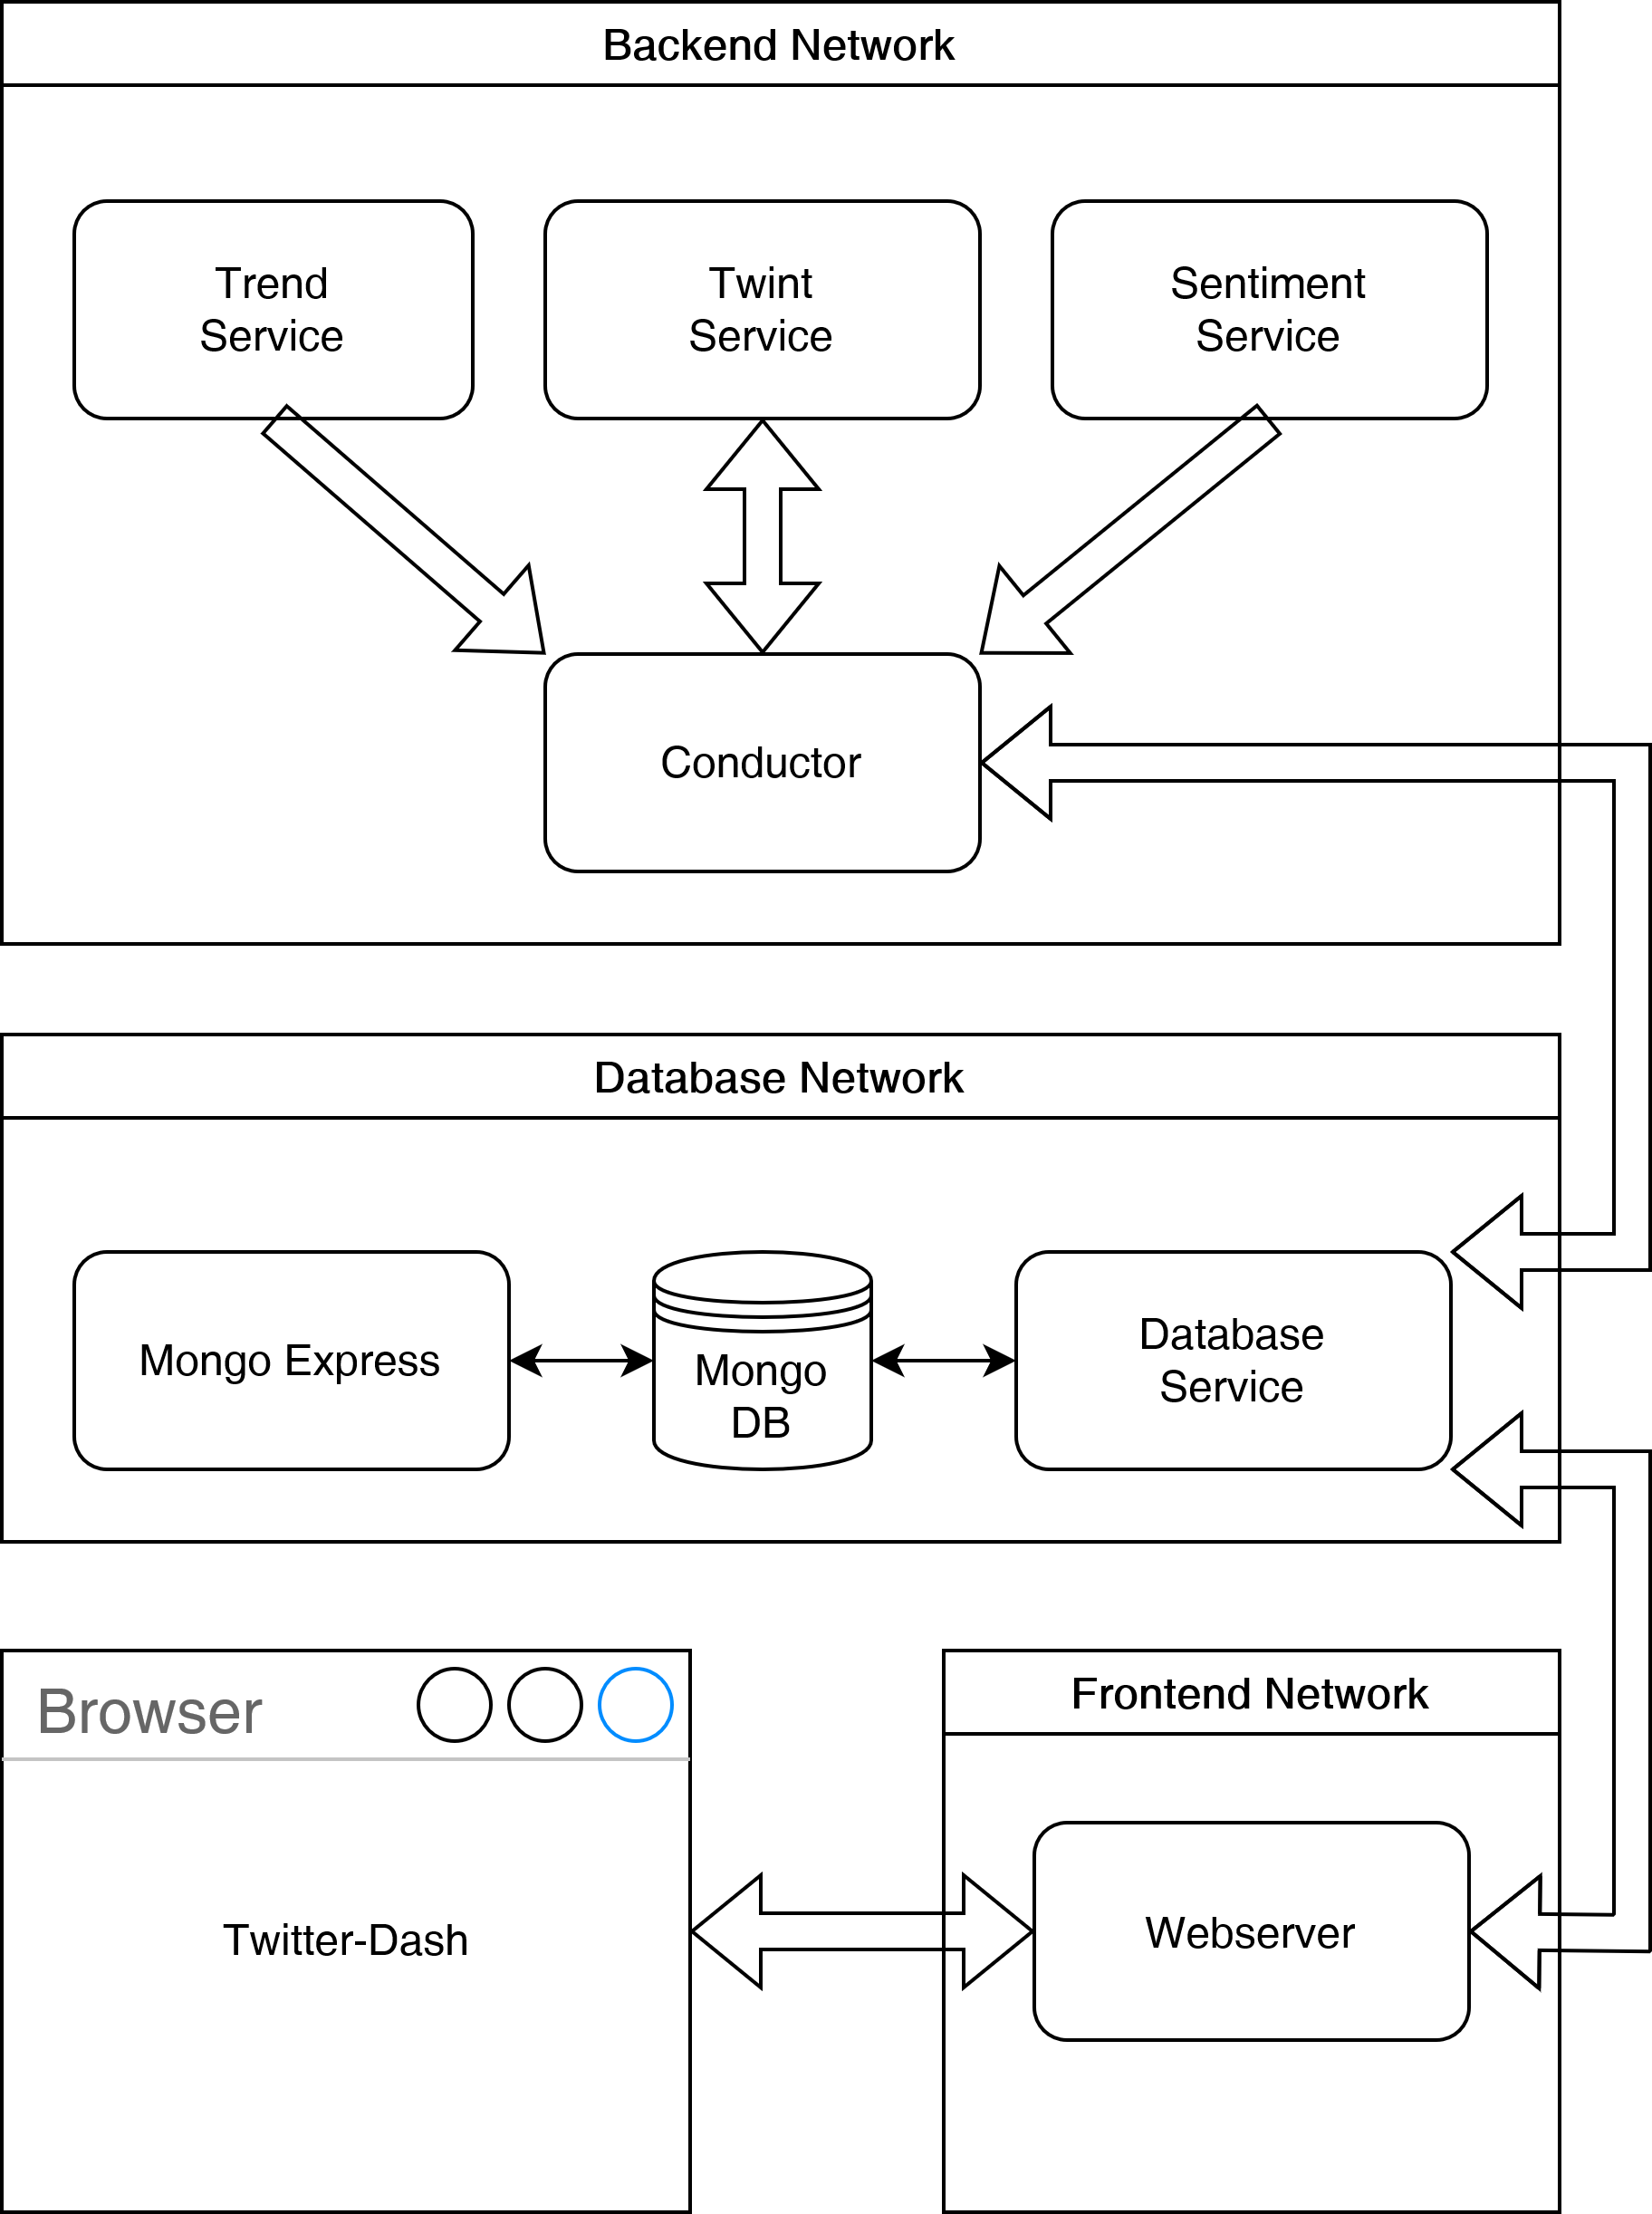 Backend Network
Trend
Service
Twint
Service
Sentiment
Service
Conductor
Database Network
Mongo Express
Mongo
DB
Database
Service
Browser
Twitter-Dash
Frontend Network
Webserver